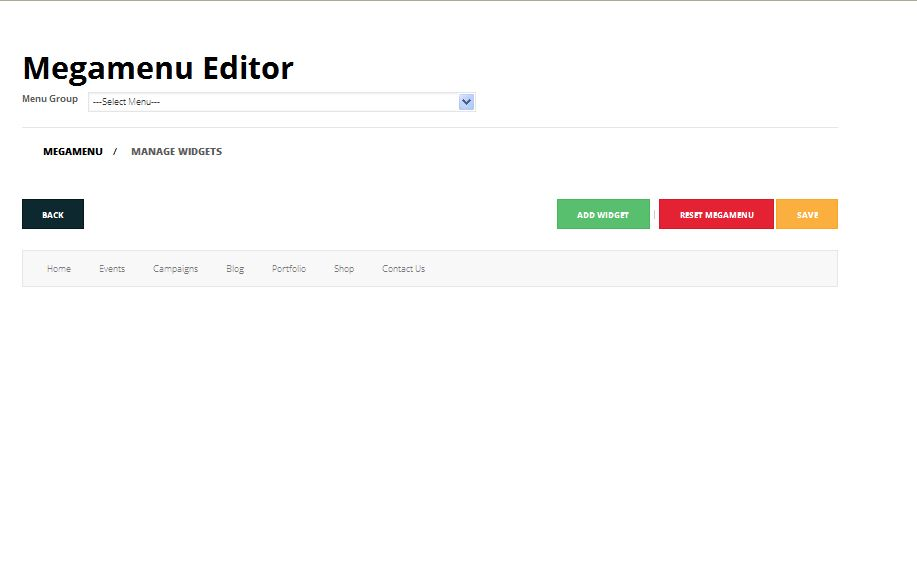 Megamenu Editor
Menu Group ---Select Menu---
MEGAMENU / MANAGE WIDGETS
BACK ADD WIDGET | RESET MEGAMENU SAVE
Home Events Campaigns Blog Portfolio Shop Contact Us